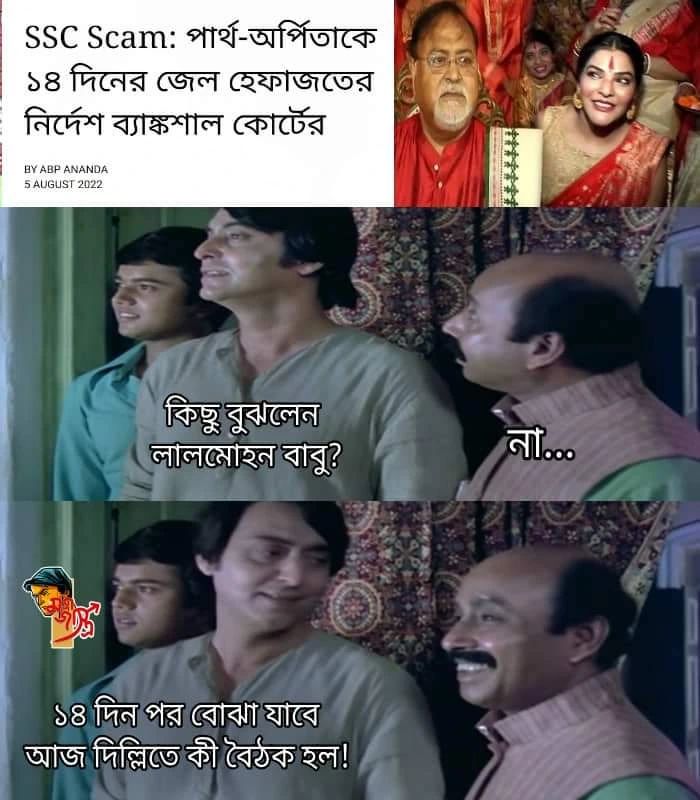 SSC Scam: পার্থ-অর্পিতাকে
১৪ দিনের জেল হেফাজতের
নির্দেশ ব্যাঙ্কশাল কোর্টের
BY ABP ANANDA
5 AUGUST 2022
কিছু বুঝলেন
লালমোহন বাবু?
না...
১৪ দিন পর বোঝা যাবে
আজ দিল্লিতে কী বৈঠক হল!